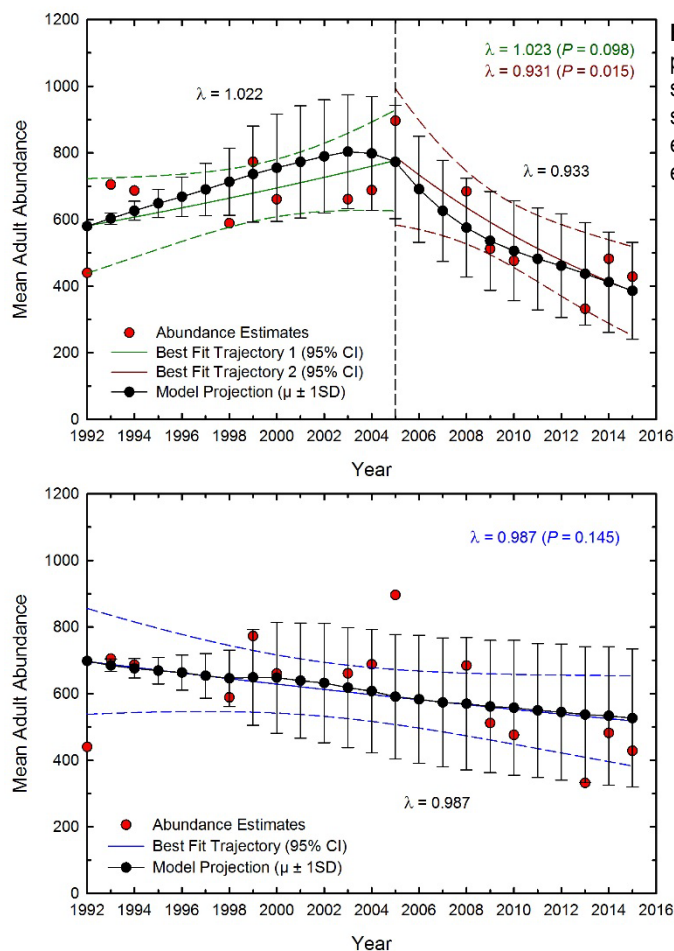 λ = 1.023 (P = 0.098)
λ = 0.931 (P = 0.015)
λ = 1.022
λ = 0.933
Mean Adult Abundance
1200
1000
800
600
400
200
0
Abundance Estimates
Best Fit Trajectory 1 (95% CI)
Best Fit Trajectory 2 (95% CI)
Model Projection (μ ± 1SD)
1992 1994 1996 1998 2000 2002 2004 2006 2008 2010 2012 2014 2016
Year
1200
1000
800
600
400
200
0
Mean Adult Abundance
λ = 0.987 (P = 0.145)
λ = 0.987
Abundance Estimates
Best Fit Trajectory (95% CI)
Model Projection (μ ± 1SD)
1992 1994 1996 1998 2000 2002 2004 2006 2008 2010 2012 2014 2016
Year